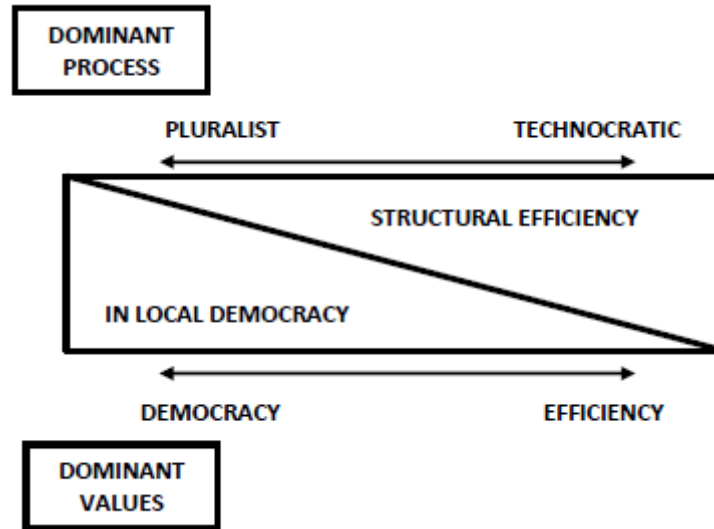 DOMINANT
PROCESS
PLURALIST TECHNOCRATIC
STRUCTURAL EFFICIENCY
IN LOCAL DEMOCRACY
DEMOCRACY EFFICIENCY
DOMINANT
VALUES